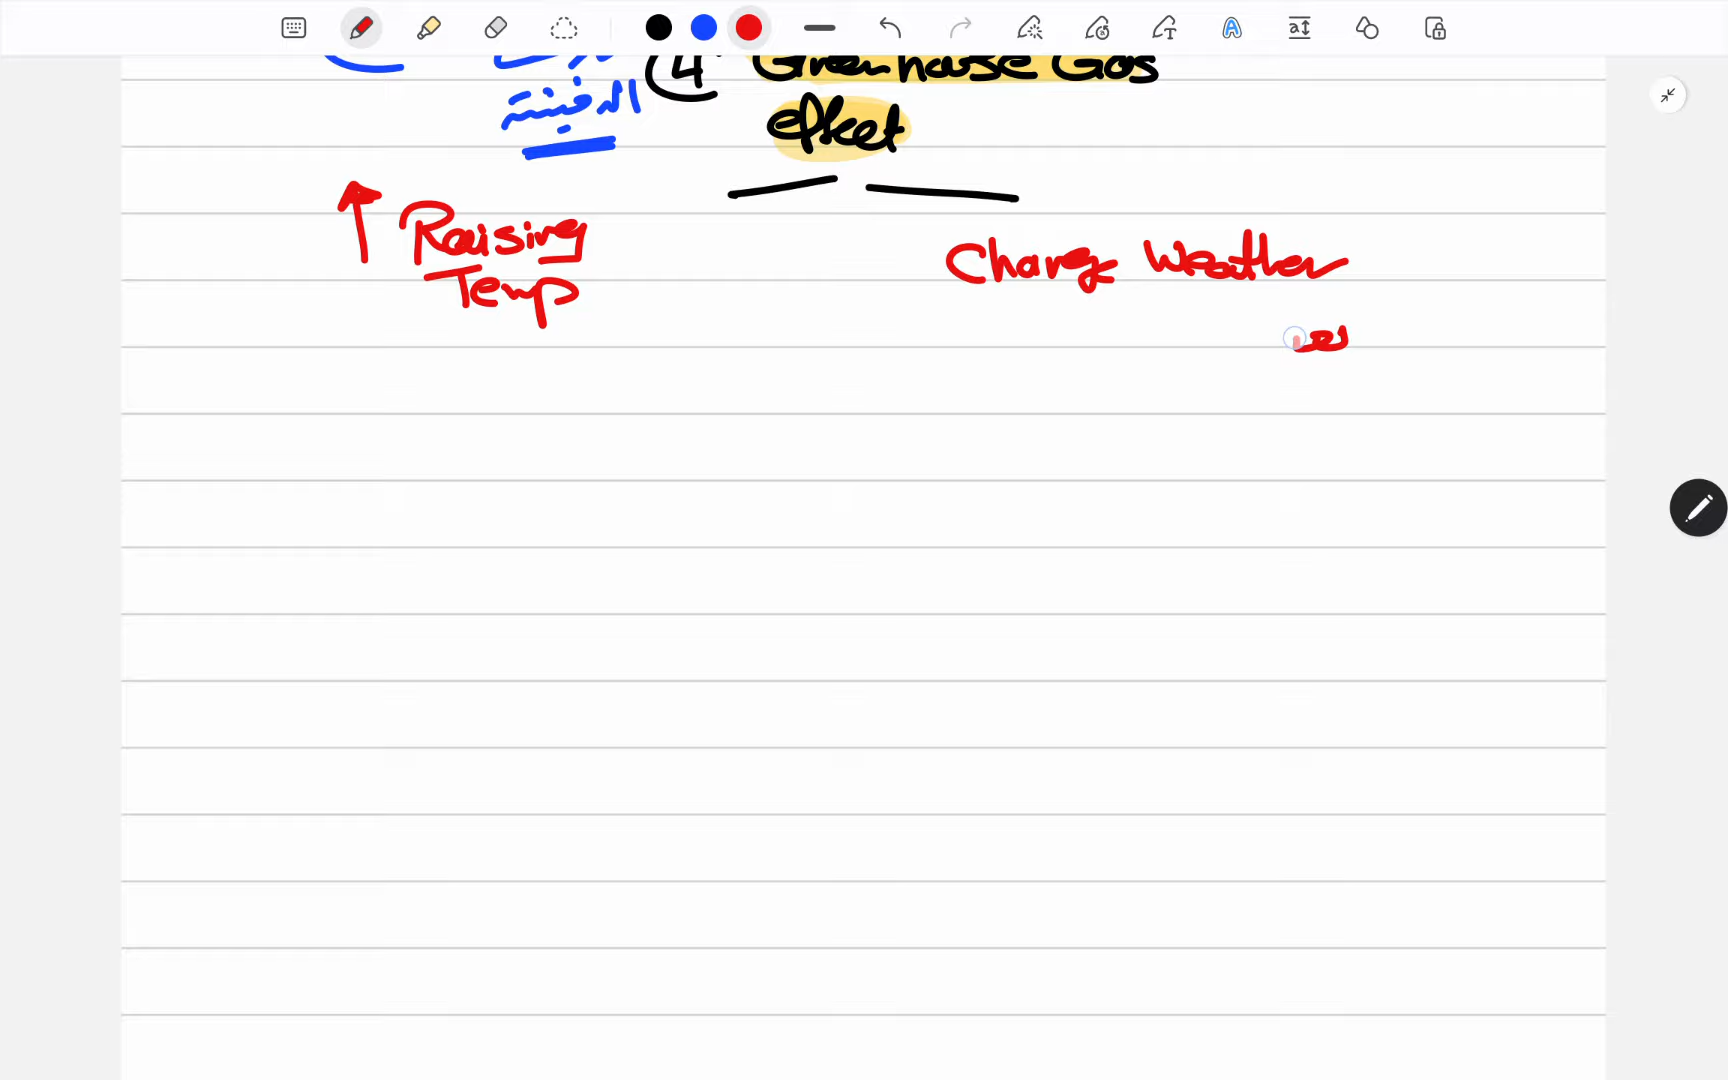 4 Greenhouse Gas
الدفيئة
effect
Raising
Temp
Change Weather